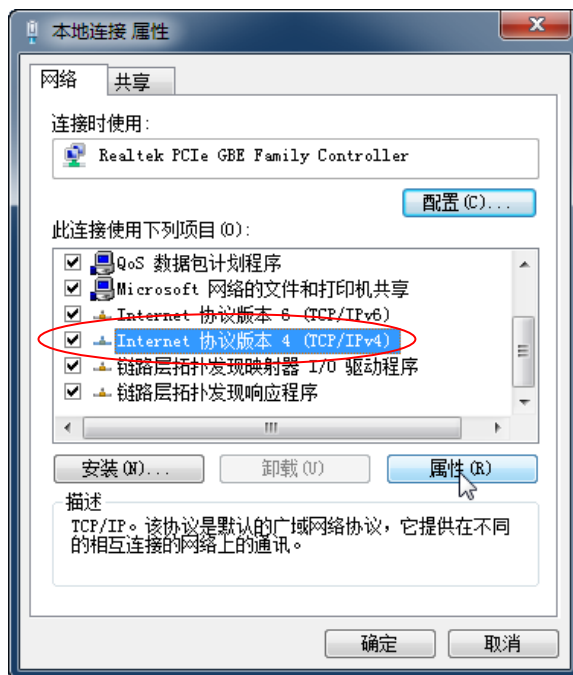 本地连接 属性
网络
共享
连接时使用:
Realtek PCIe GBE Family Controller
配置(C)...
此连接使用下列项目(O):
QoS 数据包计划程序
Microsoft 网络的文件和打印机共享
Internet 协议版本 6 (TCP/IPv6)
Internet 协议版本 4 (TCP/IPv4)
链路层拓扑发现映射器 I/O 驱动程序
链路层拓扑发现响应程序
安装(N)...
卸载(U)
属性(R)
描述
TCP/IP。该协议是默认的广域网络协议，它提供在不同
的相互连接的网络上的通讯。
确定
取消